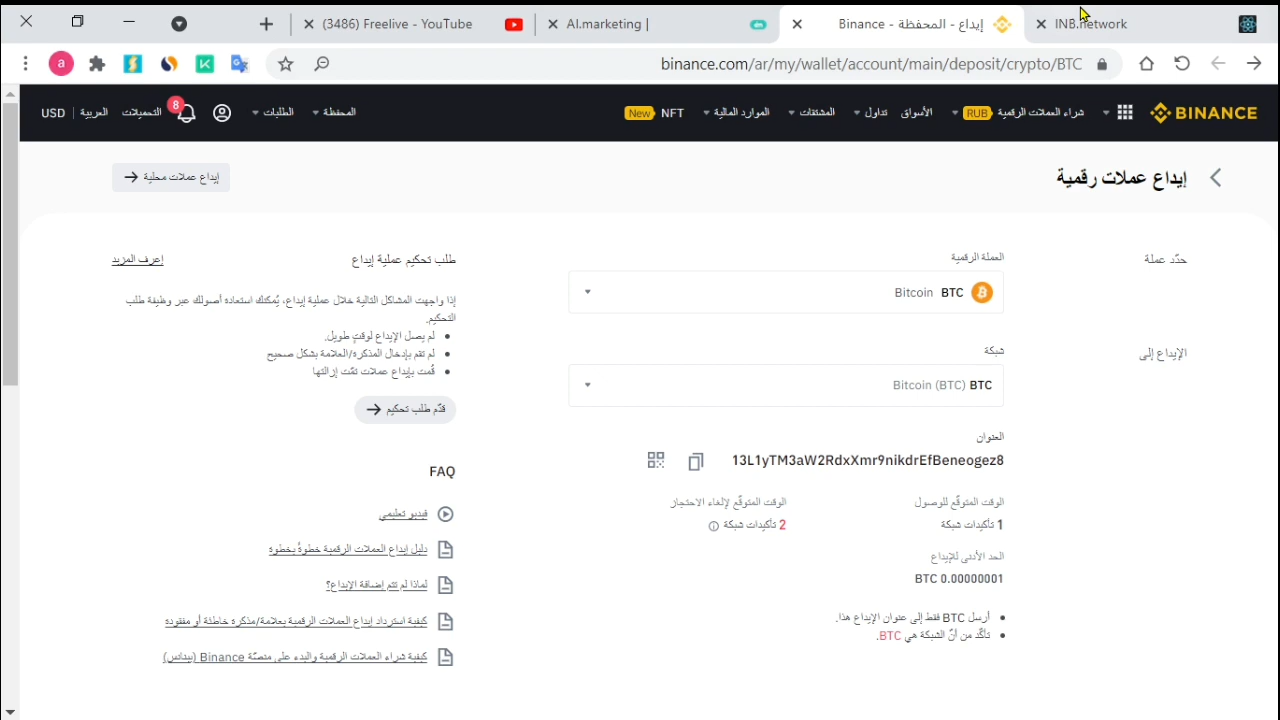 (3486) Freelive - YouTube
AI.marketing |
إيداع - المحفظة - Binance
INB.network
a
binance.com/ar/my/wallet/account/main/deposit/crypto/BTC
BINANCE
شراء العملات الرقمية RUB
الأسواق
تداول
المشتقات
الموارد المالية
NFT New
المحفظة
الطلبات
8
التحميلات
العربية
USD
إيداع عملات رقمية
إيداع عملات محلية
حدّد عملة
العملة الرقمية
BTC Bitcoin
الإيداع إلى
شبكة
BTC Bitcoin (BTC)
العنوان
13L1yTM3aW2RdxXmr9nikdrEfBeneogez8
الوقت المتوقّع للوصول
1 تأكيدات شبكة
الوقت المتوقّع لإلغاء الاحتجاز
2 تأكيدات شبكة
الحد الأدنى للإيداع
0.00000001 BTC
أرسل BTC فقط إلى عنوان الإيداع هذا.
تأكّد من أنّ الشبكة هي BTC.
طلب تحكيم عملية إيداع
إعرف المزيد
إذا واجهت المشاكل التالية خلال عملية إيداع، يُمكنك استعادة أصولك عبر وظيفة طلب
التحكيم.
لم يصل الإيداع لوقتٍ طويل.
لم تقم بإدخال المذكرة/العلامة بشكل صحيح
قُمت بإيداع عملات تمّت إزالتها
قدّم طلب تحكيم
FAQ
فيديو تعليمي
دليل إيداع العملات الرقمية خطوةً بخطوة
لماذا لم تتم إضافة الإيداع؟
كيفية استرداد إيداع العملات الرقمية بعلامة/مذكرة خاطئة أو مفقودة
كيفية شراء العملات الرقمية والبدء على منصّة Binance (بينانس)